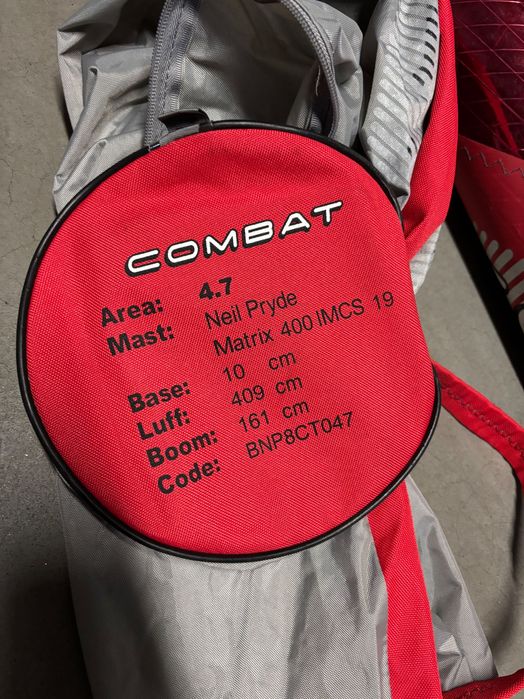 COMBAT
Area: 4.7
Mast: Neil Pryde
Matrix 400 IMCS 19
Base: 10 cm
Luff: 409 cm
Boom: 161 cm
Code: BNP8CT047